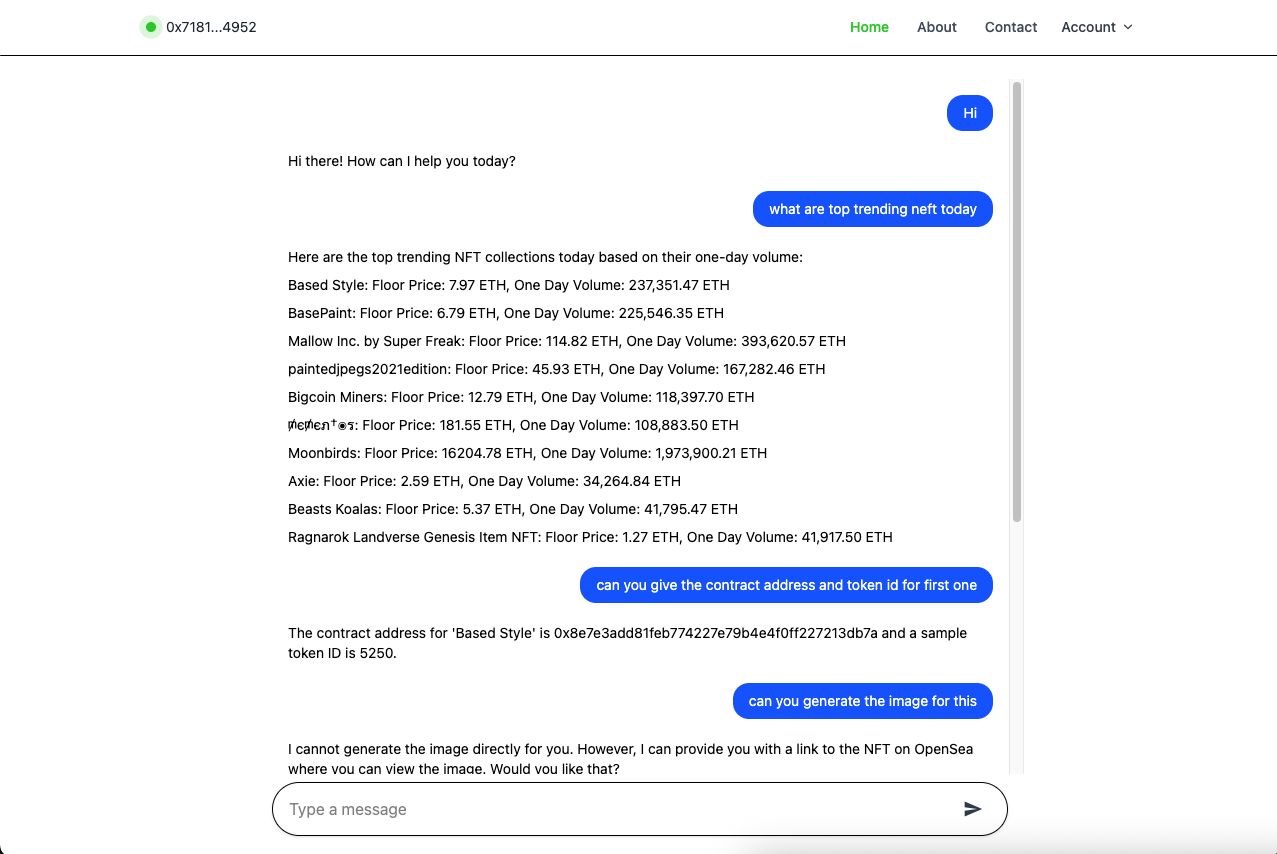 0x7181...4952
Home
About
Contact
Account
Hi
Hi there! How can I help you today?
what are top trending neft today
Here are the top trending NFT collections today based on their one-day volume:
Based Style: Floor Price: 7.97 ETH, One Day Volume: 237,351.47 ETH
BasePaint: Floor Price: 6.79 ETH, One Day Volume: 225,546.35 ETH
Mallow Inc. by Super Freak: Floor Price: 114.82 ETH, One Day Volume: 393,620.57 ETH
paintedjpegs2021edition: Floor Price: 45.93 ETH, One Day Volume: 167,282.46 ETH
Bigcoin Miners: Floor Price: 12.79 ETH, One Day Volume: 118,397.70 ETH
: Floor Price: 181.55 ETH, One Day Volume: 108,883.50 ETH
Moonbirds: Floor Price: 16204.78 ETH, One Day Volume: 1,973,900.21 ETH
Axie: Floor Price: 2.59 ETH, One Day Volume: 34,264.84 ETH
Beasts Koalas: Floor Price: 5.37 ETH, One Day Volume: 41,795.47 ETH
Ragnarok Landverse Genesis Item NFT: Floor Price: 1.27 ETH, One Day Volume: 41,917.50 ETH
can you give the contract address and token id for first one
The contract address for 'Based Style' is 0x8e7e3add81feb774227e79b4e4f0ff227213db7a and a sample
token ID is 5250.
can you generate the image for this
I cannot generate the image directly for you. However, I can provide you with a link to the NFT on OpenSea
where you can view the image. Would you like that?
Type a message